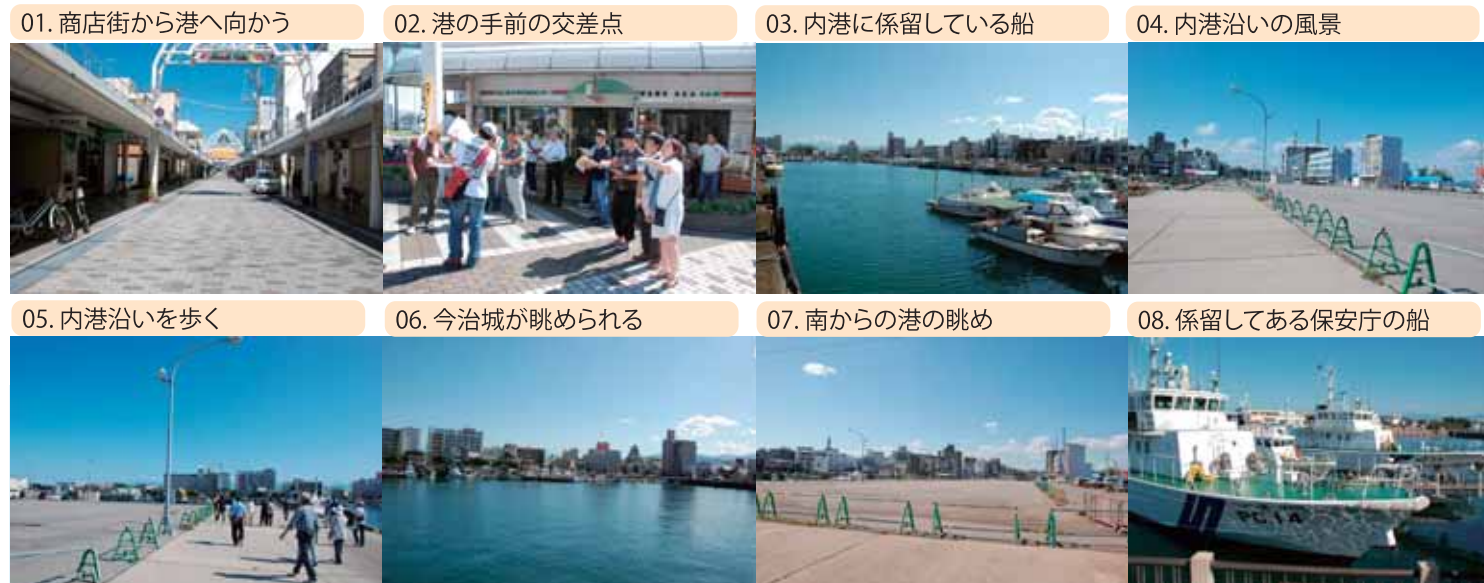 01. 商店街から港へ向かう
02. 港の手前の交差点
03. 内港に係留している船
04. 内港沿いの風景
05. 内港沿いを歩く
06. 今治城が眺められる
07. 南からの港の眺め
08. 係留してある保安庁の船
PC 14